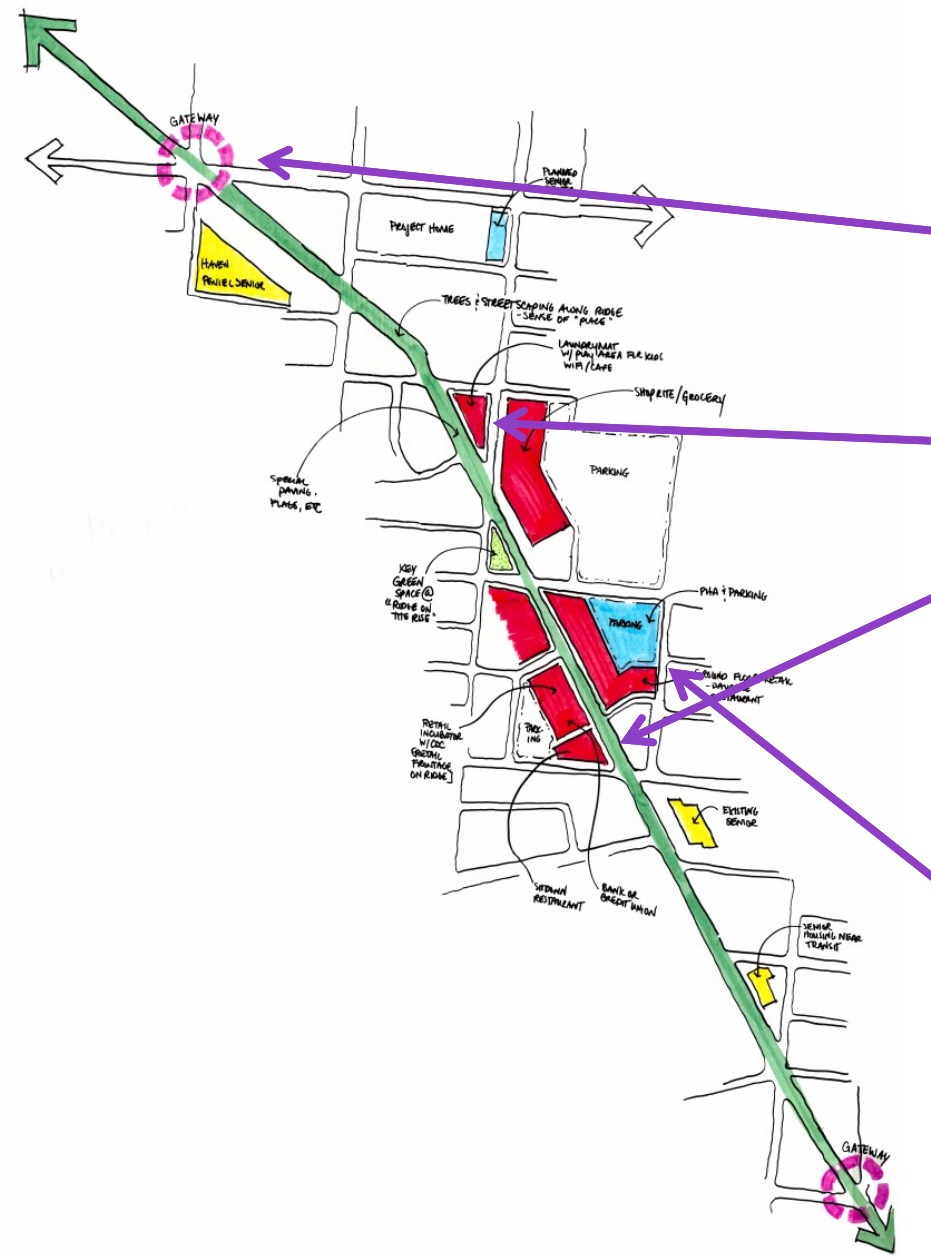 GATEWAY
PLANNED
SENIOR
PROJECT HOME
HAVEN
PENIEL SENIOR
TREES & STREETSCAPING ALONG RIDGE
- SENSE OF "PLACE"
LAUNDRYMAT
W/ PLAY AREA FOR KIDS
WIFI/CAFE
SHOPRITE/GROCERY
PARKING
SPECIAL
PAVING,
FLAGS, ETC
KEY
GREEN
SPACE @
"RIDGE ON
THE RISE"
PHA & PARKING
PARKING
GROUND FLOOR RETAIL
RESTAURANT
RETAIL
INCUBATOR
W/CDC
[RETAIL
FRONTAGE
ON RIDGE]
PARK-
ING
EXISTING
SENIOR
SITDOWN
RESTAURANT
BANK OR
CREDIT UNION
SENIOR
HOUSING NEAR
TRANSIT
GATEWAY